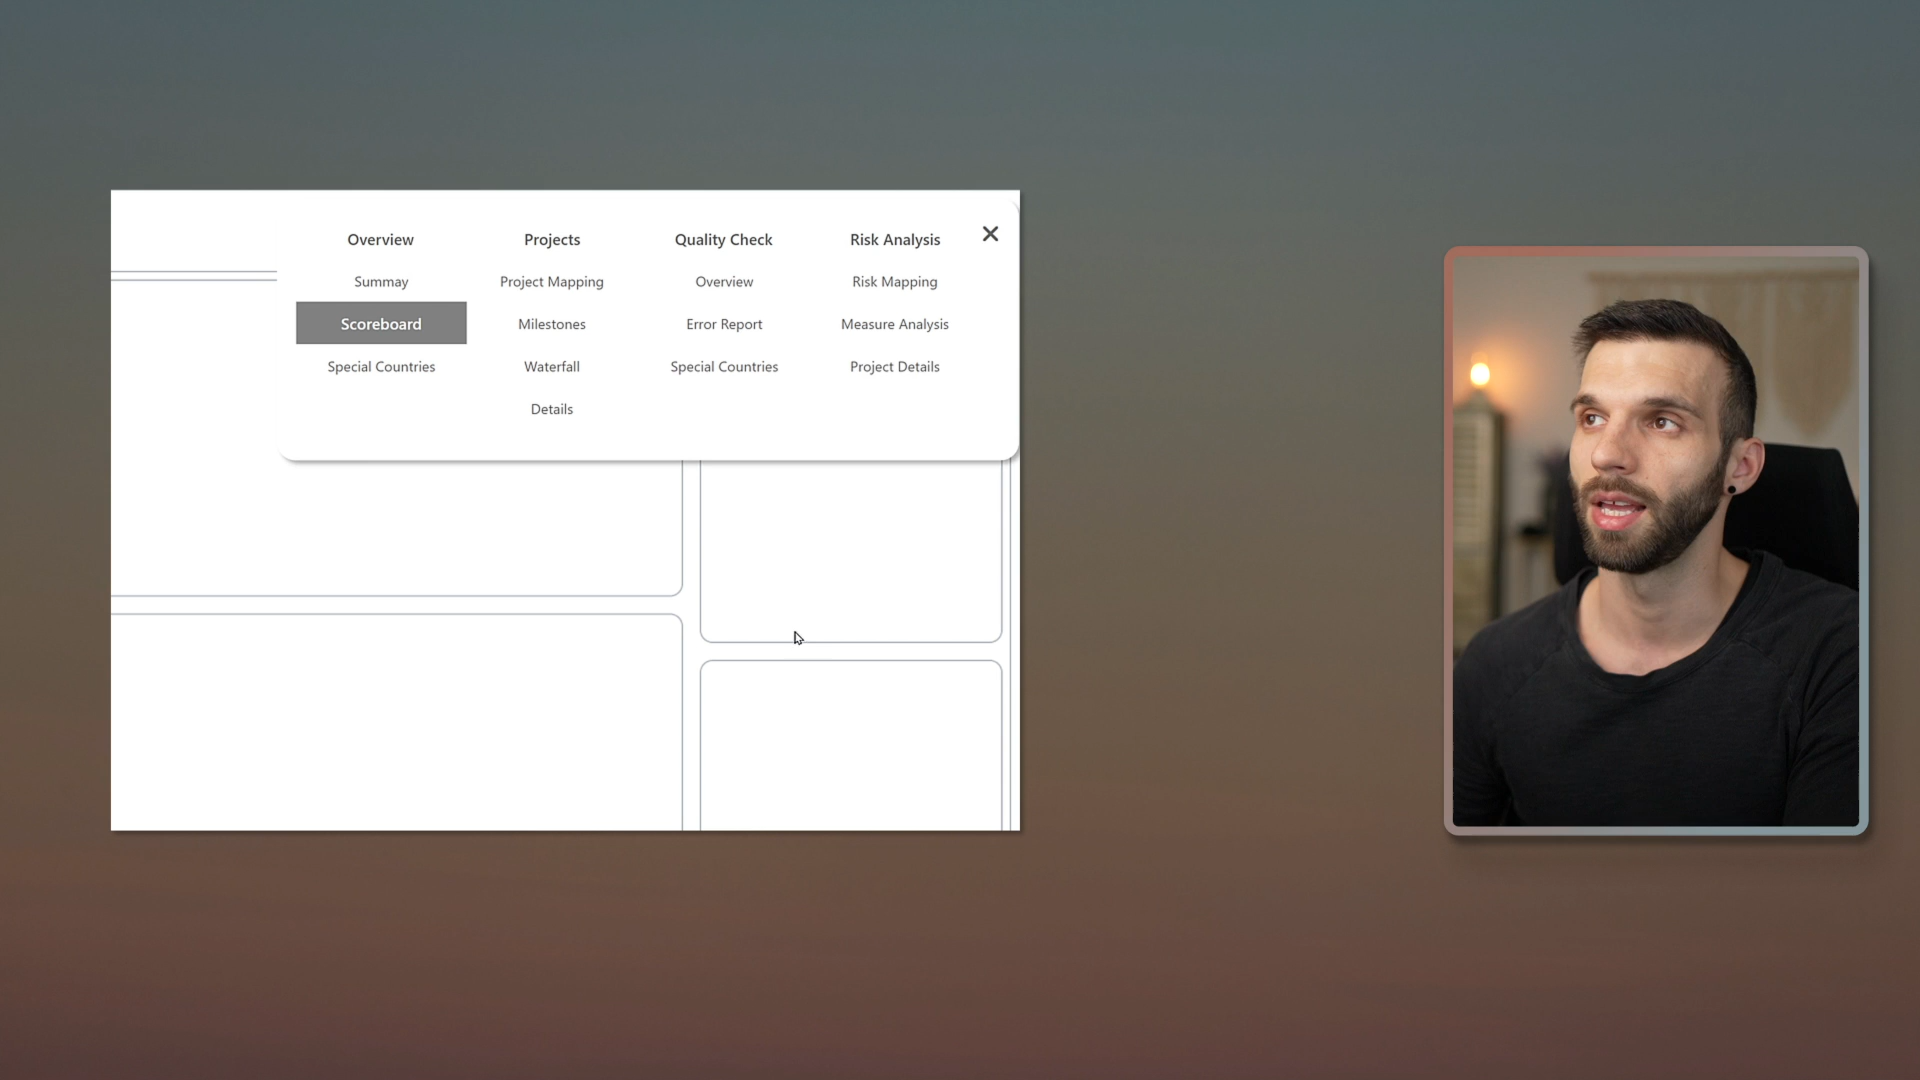 Overview Projects Quality Check Risk Analysis
Summay Project Mapping Overview Risk Mapping
Scoreboard Milestones Error Report Measure Analysis
Special Countries Waterfall Special Countries Project Details
Details